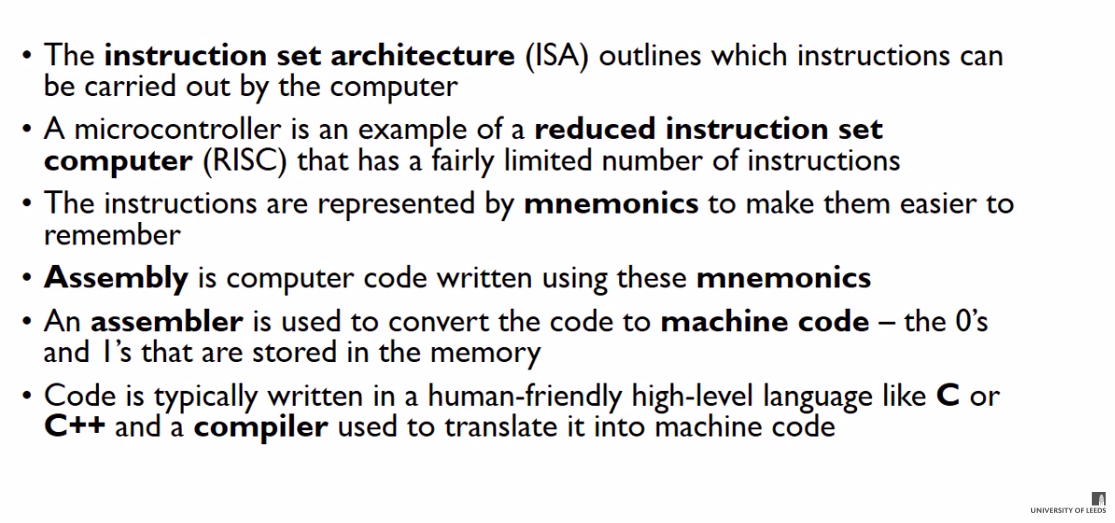 • The instruction set architecture (ISA) outlines which instructions can
be carried out by the computer
• A microcontroller is an example of a reduced instruction set
computer (RISC) that has a fairly limited number of instructions
• The instructions are represented by mnemonics to make them easier to
remember
• Assembly is computer code written using these mnemonics
• An assembler is used to convert the code to machine code – the 0's
and 1's that are stored in the memory
• Code is typically written in a human-friendly high-level language like C or
C++ and a compiler used to translate it into machine code
UNIVERSITY OF LEEDS